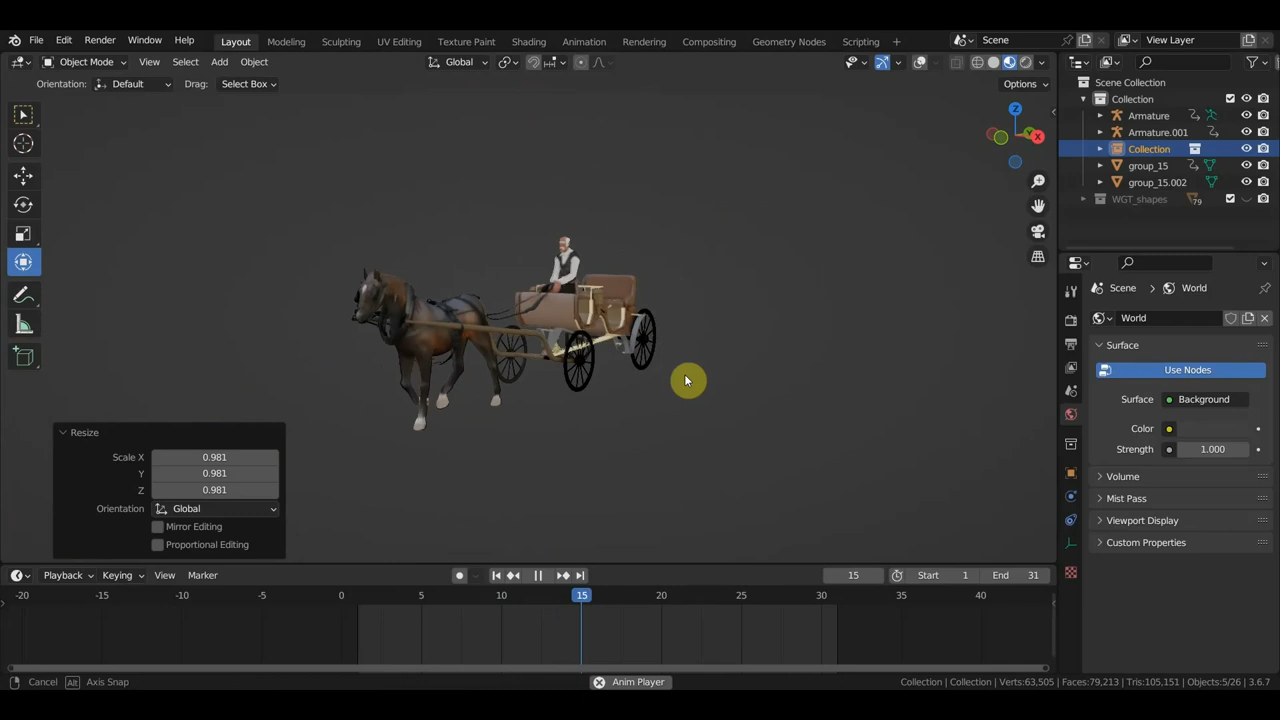 File Edit Render Window Help Layout Modeling Sculpting UV Editing Texture Paint Shading Animation Rendering Compositing Geometry Nodes Scripting + Scene View Layer
Object Mode View Select Add Object Global Options
Orientation: Default Drag: Select Box
Scene Collection
Collection
Armature
Armature.001
Collection
group_15
group_15.002
WGT_shapes 79
Z
X
Scene World
World
Surface
Use Nodes
Surface Background
Color
Strength 1.000
Volume
Mist Pass
Viewport Display
Custom Properties
Resize
Scale X 0.981
Y 0.981
Z 0.981
Orientation Global
Mirror Editing
Proportional Editing
Playback Keying View Marker 15 Start 1 End 31
-20 -15 -10 -5 0 5 10 15 20 25 30 35 40
Cancel Alt Axis Snap Anim Player Collection | Collection | Verts:63,505 | Faces:79,213 | Tris:105,151 | Objects:5/26 | 3.6.7